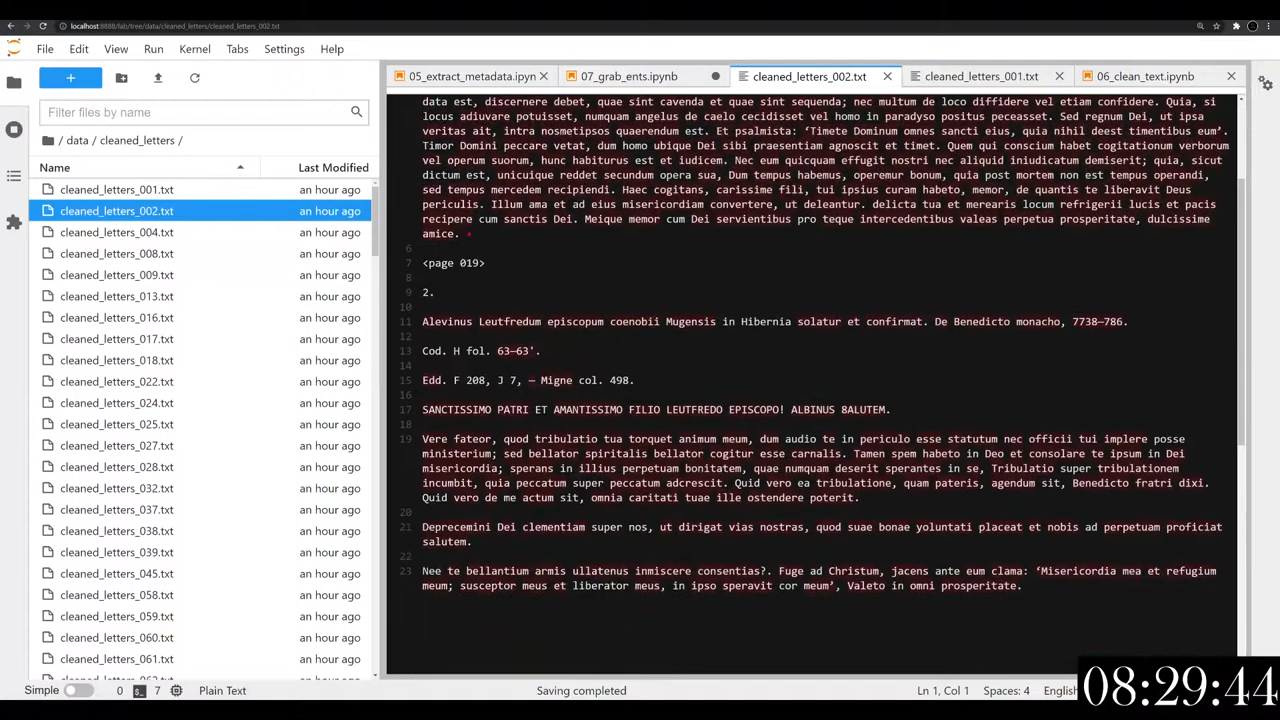 localhost:8888/lab/tree/data/cleaned_letters/cleaned_letters_002.txt
File Edit View Run Kernel Tabs Settings Help
05_extract_metadata.ipyn
07_grab_ents.ipynb
cleaned_letters_002.txt
cleaned_letters_001.txt
06_clean_text.ipynb
Filter files by name
/ data / cleaned_letters /
Name Last Modified
cleaned_letters_001.txt an hour ago
cleaned_letters_002.txt an hour ago
cleaned_letters_004.txt an hour ago
cleaned_letters_008.txt an hour ago
cleaned_letters_009.txt an hour ago
cleaned_letters_013.txt an hour ago
cleaned_letters_016.txt an hour ago
cleaned_letters_017.txt an hour ago
cleaned_letters_018.txt an hour ago
cleaned_letters_022.txt an hour ago
cleaned_letters_024.txt an hour ago
cleaned_letters_025.txt an hour ago
cleaned_letters_027.txt an hour ago
cleaned_letters_028.txt an hour ago
cleaned_letters_032.txt an hour ago
cleaned_letters_037.txt an hour ago
cleaned_letters_038.txt an hour ago
cleaned_letters_039.txt an hour ago
cleaned_letters_045.txt an hour ago
cleaned_letters_058.txt an hour ago
cleaned_letters_059.txt an hour ago
cleaned_letters_060.txt an hour ago
cleaned_letters_061.txt an hour ago
data est, discernere debet, quae sint cavenda et quae sint sequenda; nec multum de loco diffidere vel etiam confidere. Quia, si
locus adiuvare potuisset, numquam angelus de caelo cecidisset vel homo in paradyso positus peceasset. Sed regnum Dei, ut ipsa
veritas ait, intra nosmetipsos quaerendum est. Et psalmista: ‘Timete Dominum omnes sancti eius, quia nihil deest timentibus eum’.
Timor Domini peccare vetat, dum homo ubique Dei sibi praesentiam agnoscit et timet. Quem qui conscium habet cogitationum verborum
vel operum suorum, hunc habiturus est et iudicem. Nec eum quicquam effugit nostri nec aliquid iniudicatum demiserit; quia, sicut
dictum est, unicuique reddet secundum opera sua, Dum tempus habemus, operemur bonum, quia post mortem non est tempus operandi,
sed tempus mercedem recipiendi. Haec cogitans, carissime fili, tui ipsius curam habeto, memor, de quantis te liberavit Deus
periculis. Illum ama et ad eius misericordiam convertere, ut deleantur. delicta tua et merearis locum refrigerii lucis et pacis
recipere cum sanctis Dei. Meique memor cum Dei servientibus pro teque intercedentibus valeas perpetua prosperitate, dulcissime
amice.
6
7 <page 019>
8
9 2.
10
11 Alevinus Leutfredum episcopum coenobii Mugensis in Hibernia solatur et confirmat. De Benedicto monacho, 7738—786.
12
13 Cod. H fol. 63—63'.
14
15 Edd. F 208, J 7, — Migne col. 498.
16
17 SANCTISSIMO PATRI ET AMANTISSIMO FILIO LEUTFREDO EPISCOPO! ALBINUS 8ALUTEM.
18
19 Vere fateor, quod tribulatio tua torquet animum meum, dum audio te in periculo esse statutum nec officii tui implere posse
ministerium; sed bellator spiritalis bellator cogitur esse carnalis. Tamen spem habeto in Deo et consolare te ipsum in Dei
misericordia; sperans in illius perpetuam bonitatem, quae numquam deserit sperantes in se, Tribulatio super tribulationem
incumbit, quia peccatum super peccatum adcrescit. Quid vero ea tribulatione, quam pateris, agendum sit, Benedicto fratri dixi.
Quid vero de me actum sit, omnia caritati tuae ille ostendere poterit.
20
21 Deprecemini Dei clementiam super nos, ut dirigat vias nostras, quod suae bonae yoluntati placeat et nobis ad perpetuam proficiat
salutem.
22
23 Nee te bellantium armis ullatenus inmiscere consentias?. Fuge ad Christum, jacens ante eum clama: ‘Misericordia mea et refugium
meum; susceptor meus et liberator meus, in ipso speravit cor meum’, Valeto in omni prosperitate.
Simple 0 7 Plain Text Saving completed Ln 1, Col 1 Spaces: 4 English
08:29:44